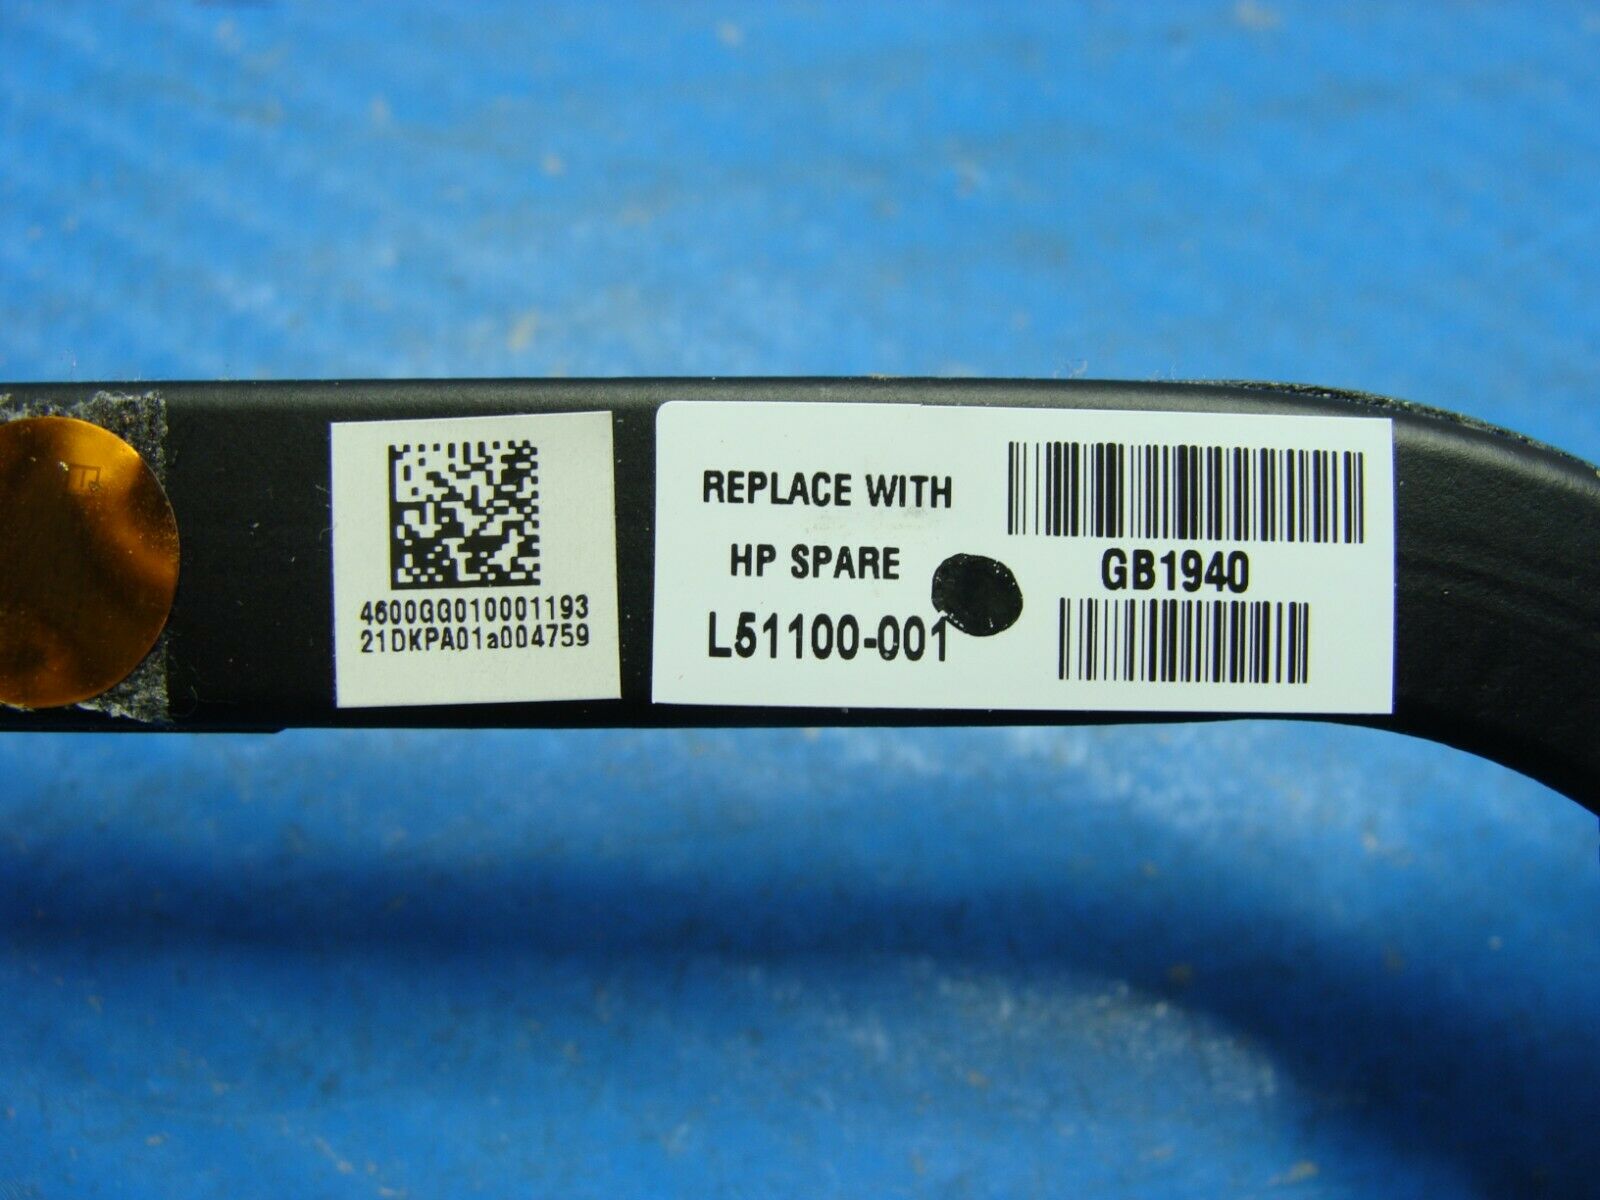 4600GG010001193
21DKPA01a004759
REPLACE WITH
HP SPARE
L51100-001
GB1940